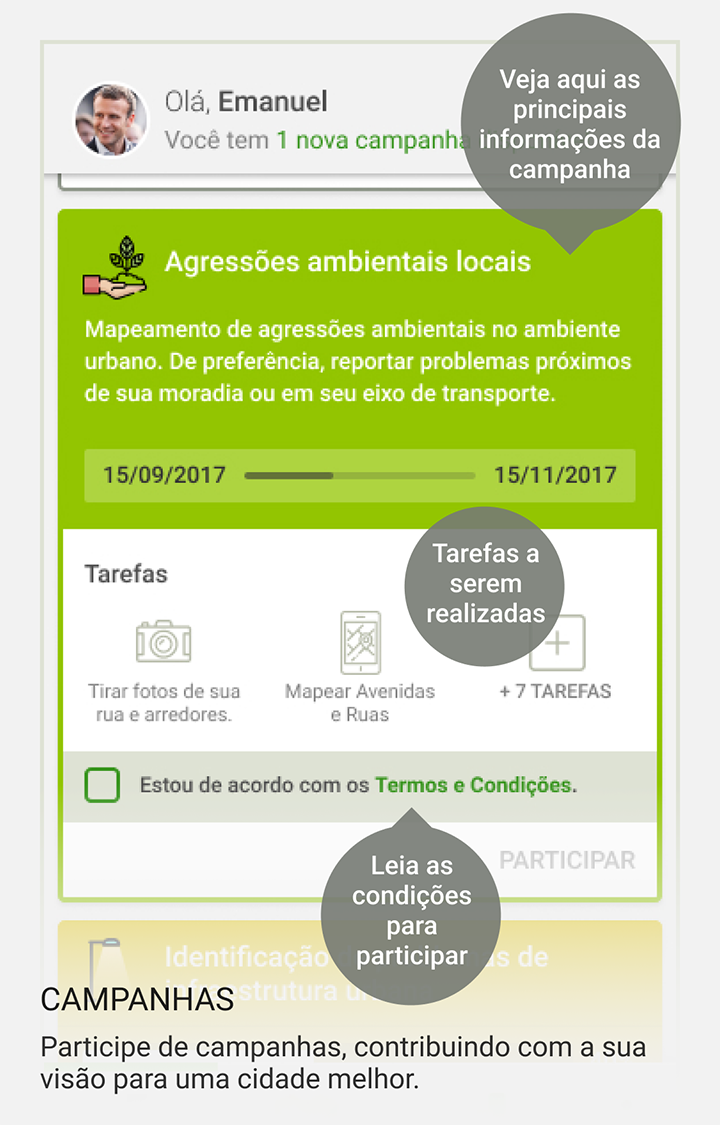 Olá, Emanuel
Você tem 1 nova campanha
Veja aqui as
principais
informações da
campanha
Agressões ambientais locais
Mapeamento de agressões ambientais no ambiente
urbano. De preferência, reportar problemas próximos
de sua moradia ou em seu eixo de transporte.
15/09/2017
15/11/2017
Tarefas a
serem
realizadas
Tarefas
Tirar fotos de sua
rua e arredores.
Mapear Avenidas
e Ruas
+ 7 TAREFAS
Estou de acordo com os Termos e Condições.
PARTICIPAR
Leia as
condições
para
participar
Identificação de
CAMPANHAS
Participe de campanhas, contribuindo com a sua
visão para uma cidade melhor.